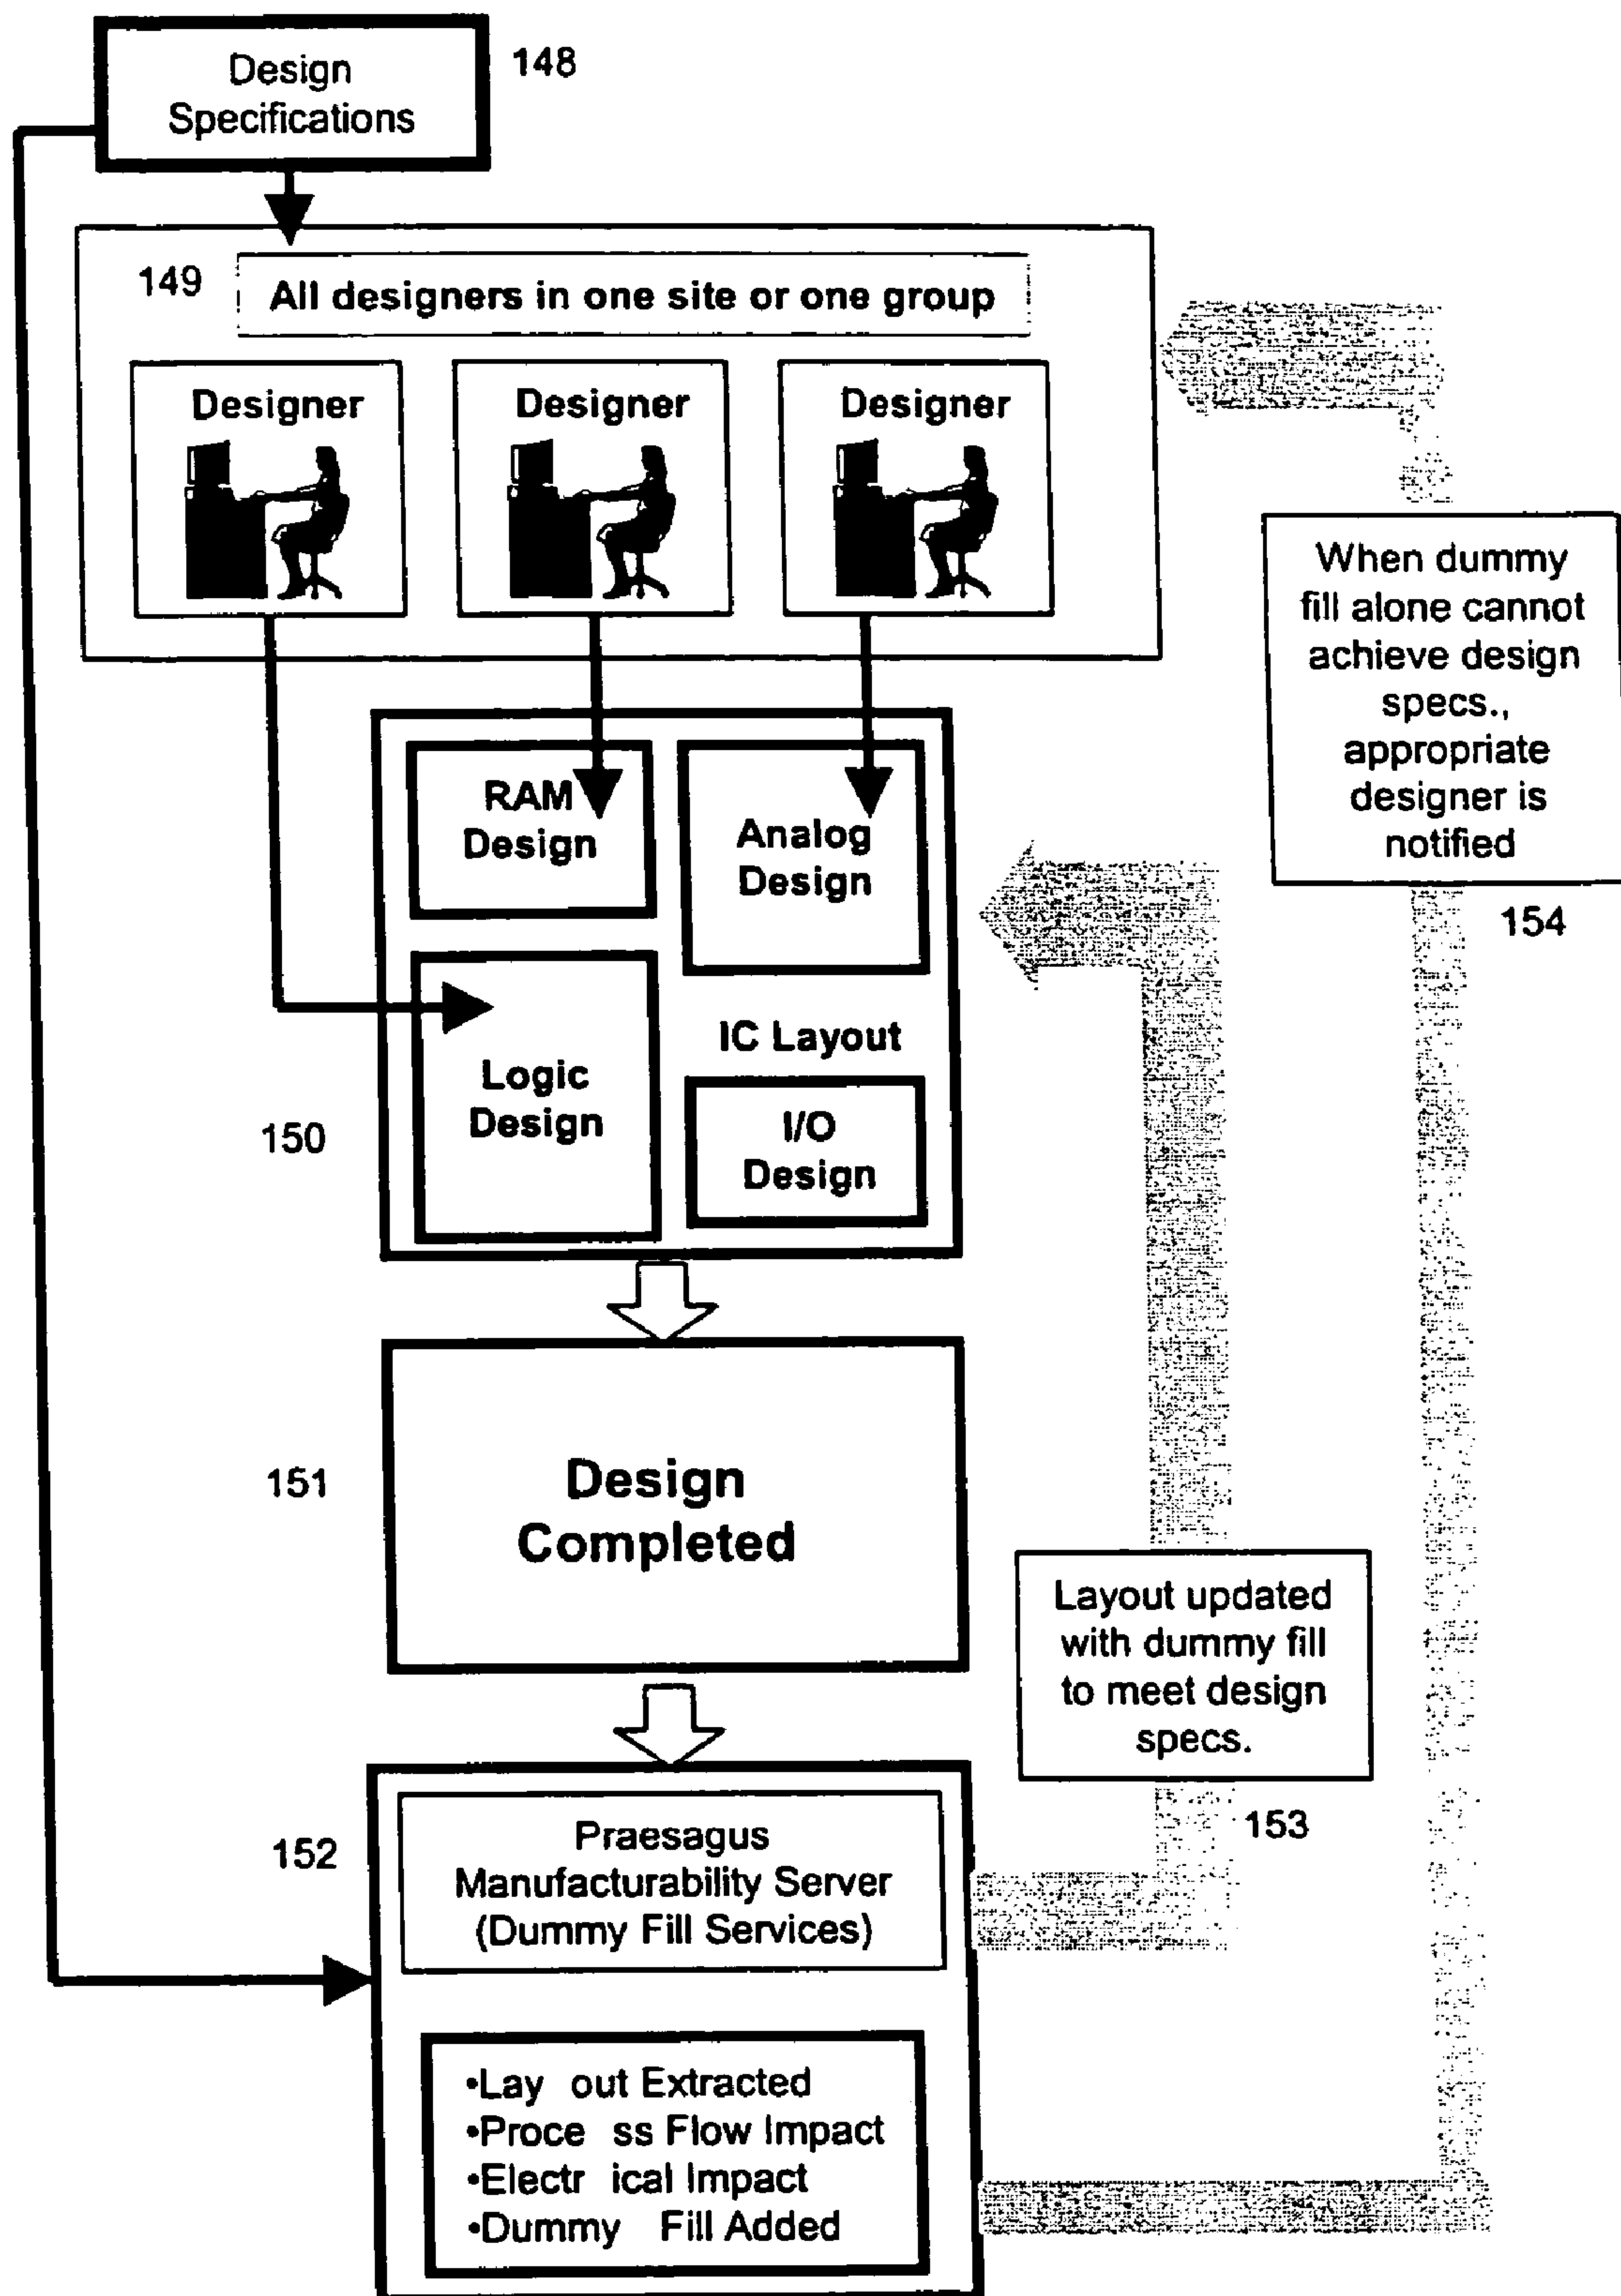 Design
Specifications
148
149
All designers in one site or one group
Designer
Designer
Designer
When dummy
fill alone cannot
achieve design
specs.,
appropriate
designer is
notified
154
RAM
Design
Analog
Design
Logic
Design
IC Layout
I/O
Design
150
151
Design
Completed
Layout updated
with dummy fill
to meet design
specs.
153
152
Praesagus
Manufacturability Server
(Dummy Fill Services)
•Lay out Extracted
•Proce ss Flow Impact
•Electr ical Impact
•Dummy Fill Added